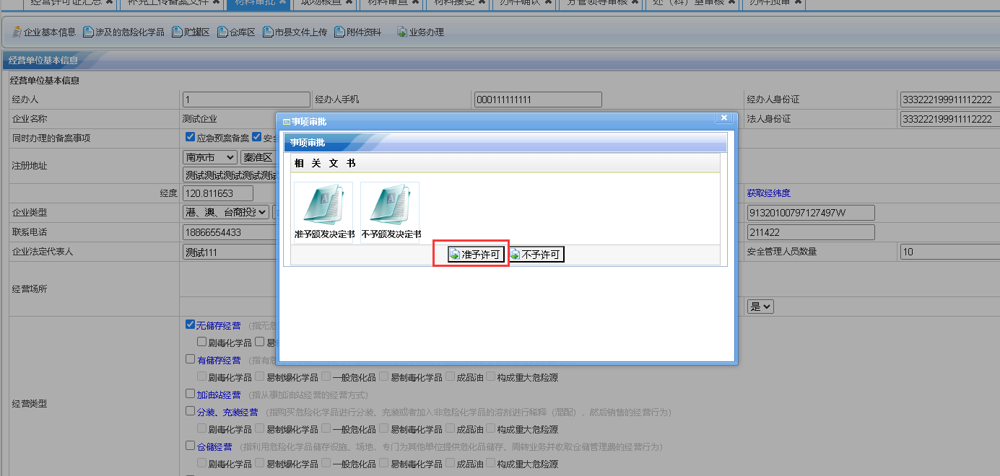 经营许可证汇总 补充上传备案文件 材料审批 现场核查 材料审查 材料接受 办件确认 分管领导审核 处（科）室审核 办件预审
企业基本信息 涉及的危险化学品 贮罐区 仓库区 市县文件上传 附件资料 业务办理
经营单位基本信息
经营单位基本信息
经办人 1 经办人手机 000111111111 经办人身份证 333222199911112222
企业名称 测试企业 法人身份证 333222199911112222
同时办理的备案事项 应急预案备案 安全
注册地址 南京市 秦淮区
测试测试测试测试测试
经度 120.811653 获取经纬度
企业类型 港、澳、台商投资 91320100797127497W
联系电话 18866554433 211422
企业法定代表人 测试111 安全管理人员数量 10
经营场所
是
事项审批
事项审批
相 关 文 书
准予颁发决定书 不予颁发决定书
准予许可 不予许可
经营类型
无储存经营 （指无危
剧毒化学品 易制
有储存经营 （指有危
剧毒化学品 易制爆化学品 一般危化品 易制毒化学品 成品油 构成重大危险源
加油站经营 （指从事加油站经营的经营方式）
分装、充装经营 （指购买危险化学品进行分装、充装或者加入非危险化学品的溶剂进行稀释（混配），然后销售的经营行为）
剧毒化学品 易制爆化学品 一般危化品 易制毒化学品 成品油 构成重大危险源
仓储经营 （指利用危险化学品储存设施、场地，专门为其他单位提供危化品储存、周转业务并收取仓储管理费的经营行为）
剧毒化学品 易制爆化学品 一般危化品 易制毒化学品 成品油 构成重大危险源